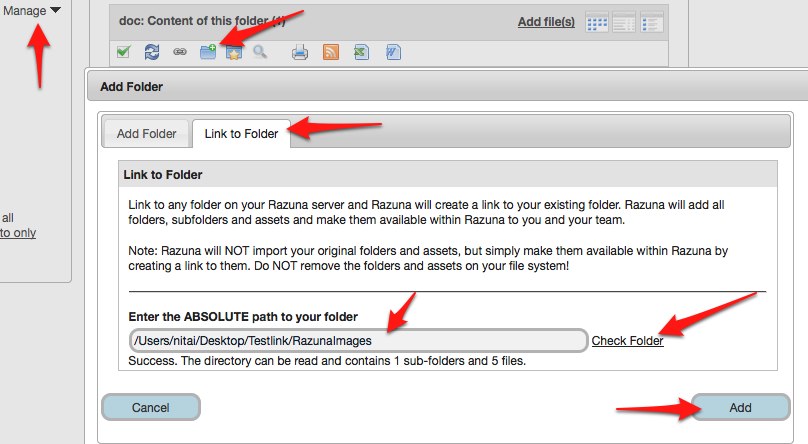 Manage
doc: Content of this folder (1)
Add file(s)
Add Folder
Add Folder
Link to Folder
Link to Folder
Link to any folder on your Razuna server and Razuna will create a link to your existing folder. Razuna will add all
folders, subfolders and assets and make them available within Razuna to you and your team.
Note: Razuna will NOT import your original folders and assets, but simply make them available within Razuna by
creating a link to them. Do NOT remove the folders and assets on your file system!
all
to only
Enter the ABSOLUTE path to your folder
/Users/nitai/Desktop/Testlink/RazunaImages
Check Folder
Success. The directory can be read and contains 1 sub-folders and 5 files.
Cancel
Add